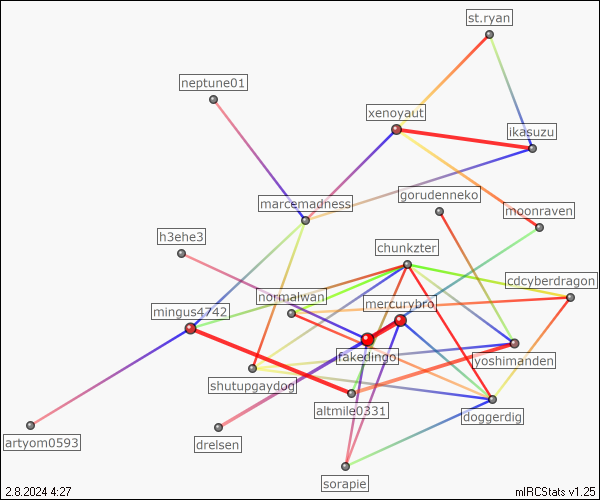 st.ryan
neptune01
xenoyaut
ikasuzu
gorudenneko
marcemadness
moonraven
h3ehe3
chunkzter
cdcyberdragon
normalwan
mercurybro
mingus4742
fakedingo
yoshimanden
shutupgaydog
altmile0331
doggerdig
artyom0593
drelsen
sorapie
2.8.2024 4:27
mIRCStats v1.25